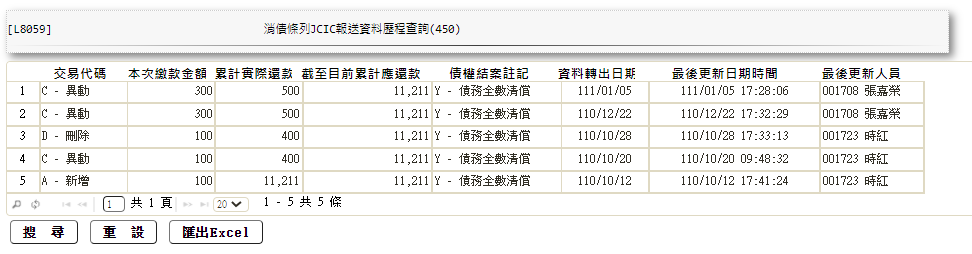 [L8059] 消債條列JCIC報送資料歷程查詢(450)
交易代碼 本次繳款金額 累計實際還款 截至目前累計應還款 債權結案註記 資料轉出日期 最後更新日期時間 最後更新人員
1 C - 異動 300 500 11,211 Y - 債務全數清償 111/01/05 111/01/05 17:28:06 001708 張嘉榮
2 C - 異動 300 500 11,211 Y - 債務全數清償 110/12/22 110/12/22 17:32:29 001708 張嘉榮
3 D - 刪除 100 400 11,211 Y - 債務全數清償 110/10/28 110/10/28 17:33:13 001723 時紅
4 C - 異動 100 400 11,211 Y - 債務全數清償 110/10/20 110/10/20 09:48:32 001723 時紅
5 A - 新增 100 11,211 11,211 Y - 債務全數清償 110/10/12 110/10/12 17:41:24 001723 時紅
1 共 1 頁 20 1 - 5 共 5 條
搜 尋 重 設 匯出Excel